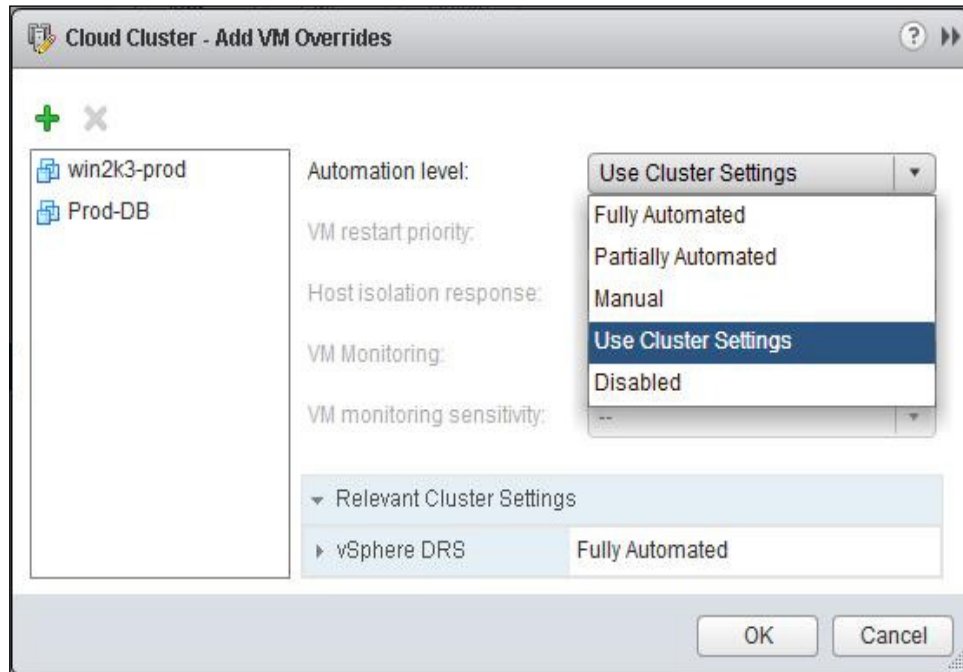 Cloud Cluster - Add VM Overrides
?
win2k3-prod
Prod-DB
Automation level:
Use Cluster Settings
Fully Automated
Partially Automated
Manual
Use Cluster Settings
Disabled
VM restart priority:
Host isolation response:
VM Monitoring:
VM monitoring sensitivity:
--
Relevant Cluster Settings
vSphere DRS
Fully Automated
OK
Cancel